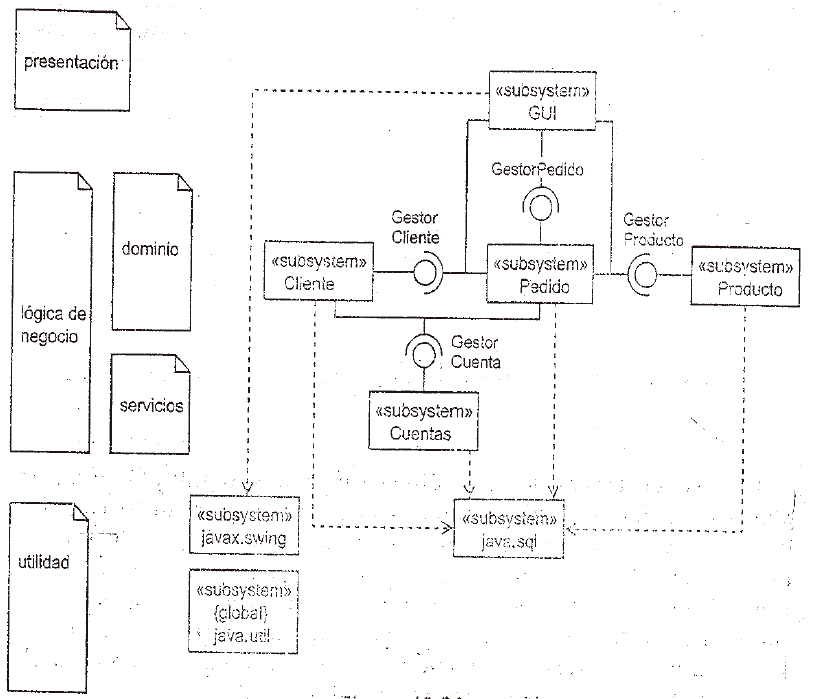 presentación
«subsystem»
GUI
GestorPedido
Gestor
Cliente
Gestor
Producto
lógica de
negocio
dominio
«subsystem»
Cliente
«subsystem»
Pedido
«subsystem»
Producto
servicios
Gestor
Cuenta
«subsystem»
Cuentas
utilidad
«subsystem»
javax.swing
«subsystem»
java.sql
«subsystem»
{global}
java.util